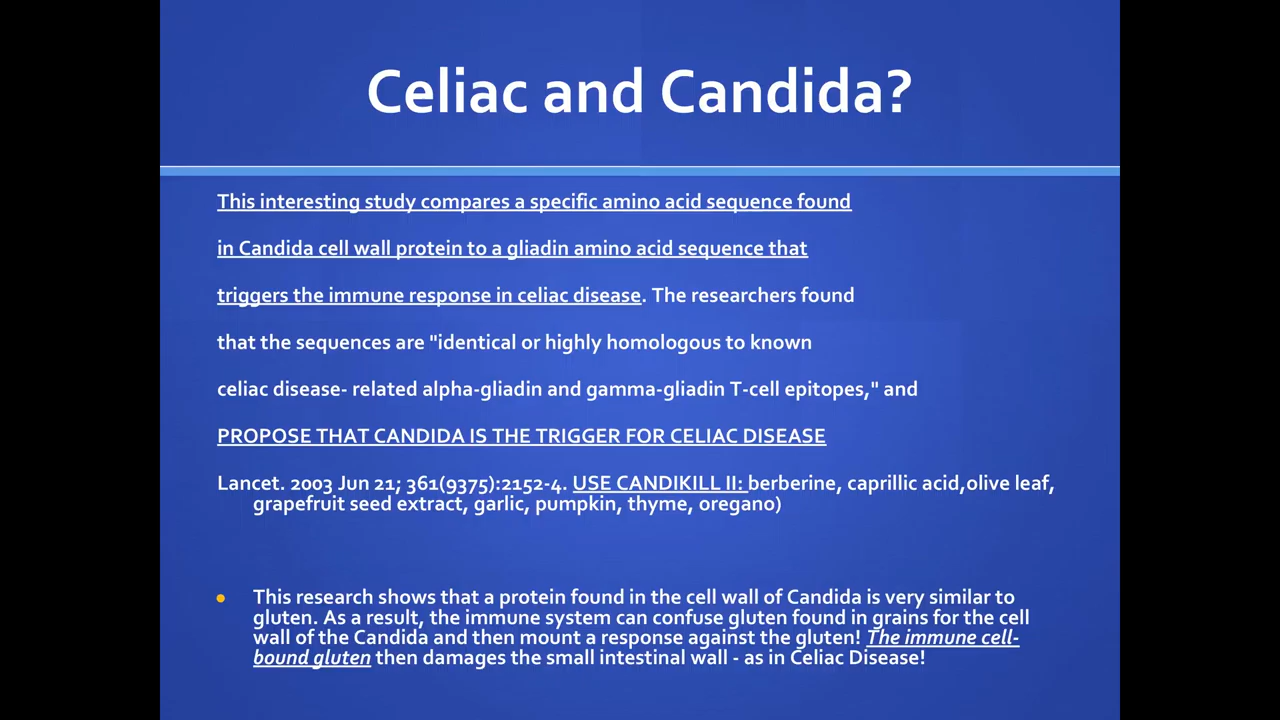 Celiac and Candida?
This interesting study compares a specific amino acid sequence found
in Candida cell wall protein to a gliadin amino acid sequence that
triggers the immune response in celiac disease. The researchers found
that the sequences are "identical or highly homologous to known
celiac disease- related alpha-gliadin and gamma-gliadin T-cell epitopes," and
PROPOSE THAT CANDIDA IS THE TRIGGER FOR CELIAC DISEASE
Lancet. 2003 Jun 21; 361(9375):2152-4. USE CANDIKILL II: berberine, caprillic acid,olive leaf,
grapefruit seed extract, garlic, pumpkin, thyme, oregano)
• This research shows that a protein found in the cell wall of Candida is very similar to
gluten. As a result, the immune system can confuse gluten found in grains for the cell
wall of the Candida and then mount a response against the gluten! The immune cell-
bound gluten then damages the small intestinal wall - as in Celiac Disease!